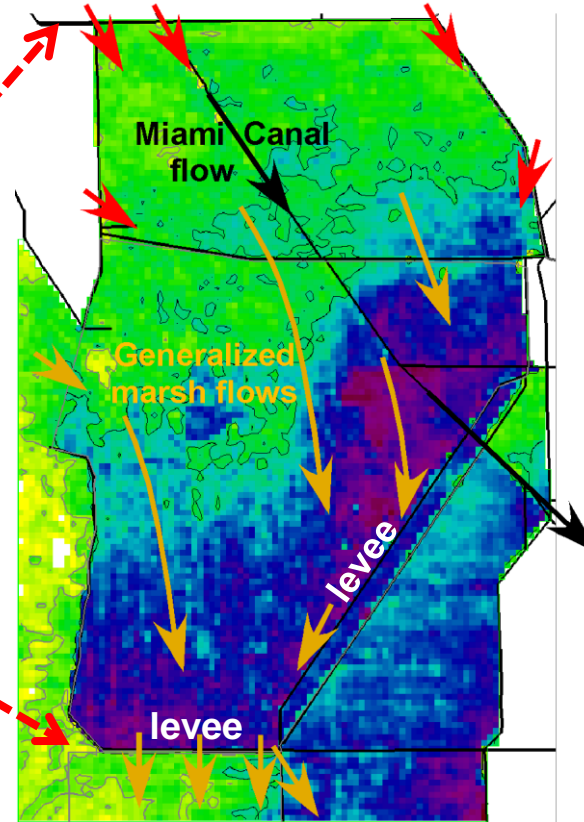 Miami Canal
flow
Generalized
marsh flows
levee
levee